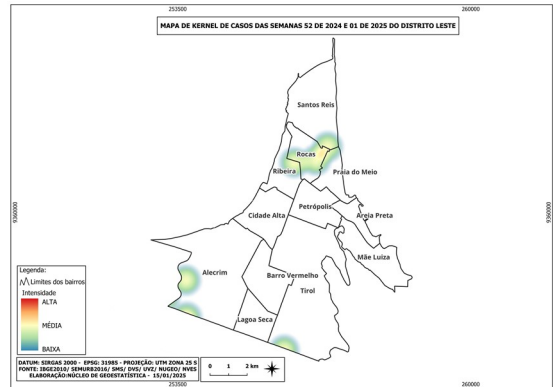 253500
260000
MAPA DE KERNEL DE CASOS DAS SEMANAS 52 DE 2024 E 01 DE 2025 DO DISTRITO LESTE
Santos Reis
Rocas
Ribeira
Praia do Meio
Petrópolis
Cidade Alta
Areia Preta
9360000
9360000
Mãe Luiza
Alecrim
Barro Vermelho
Tirol
Lagoa Seca
Legenda:
Limites dos bairros
Intensidade
ALTA
MÉDIA
BAIXA
DATUM: SIRGAS 2000 - EPSG: 31985 - PROJEÇÃO: UTM ZONA 25 S
FONTE: IBGE2010/ SEMURB2016/ SMS/ DVS/ UVZ/ NUGEO/ NVES
ELABORAÇÃO:NÚCLEO DE GEOESTATÍSTICA - 15/01/2025
0 1 2 km
253500
260000